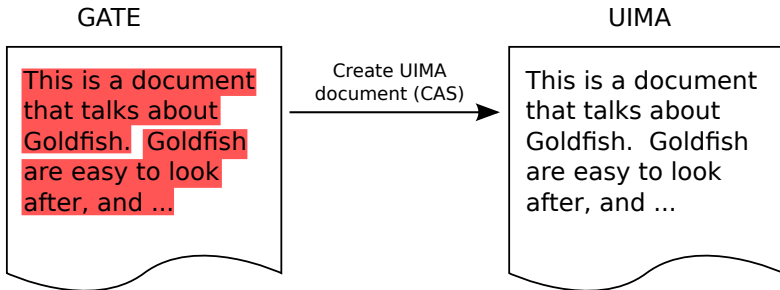 GATE
UIMA
This is a document
that talks about
Goldfish.  Goldfish
are easy to look
after, and ...
Create UIMA
document (CAS)
This is a document
that talks about
Goldfish.  Goldfish
are easy to look
after, and ...